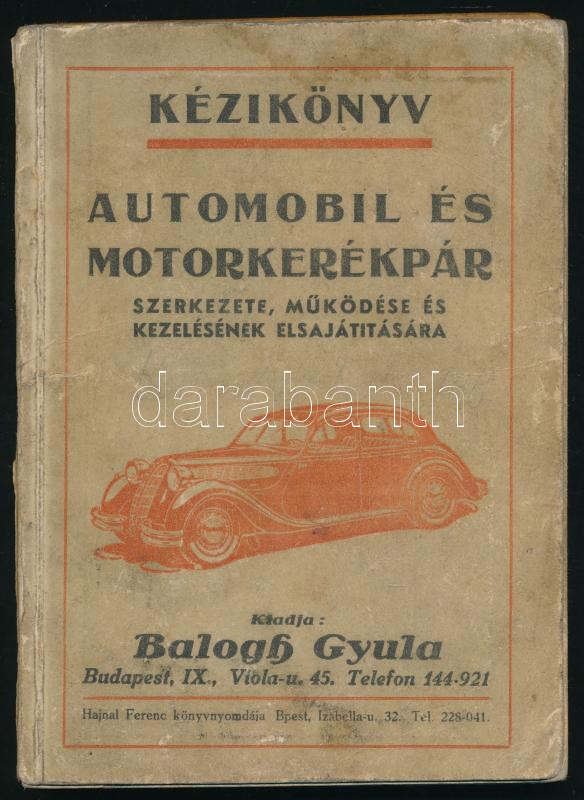 KÉZIKÖNYV
AUTOMOBIL ÉS
MOTORKERÉKPÁR
SZERKEZETE, MŰKÖDÉSE ÉS
KEZELÉSÉNEK ELSAJÁTITÁSÁRA
darabanth
Kiadja:
Balogh Gyula
Budapest, IX., Viola-u. 45. Telefon 144-921
Hajnal Ferenc könyvnyomdája Bpest, Izabella-u. 32. Tel. 228-041.